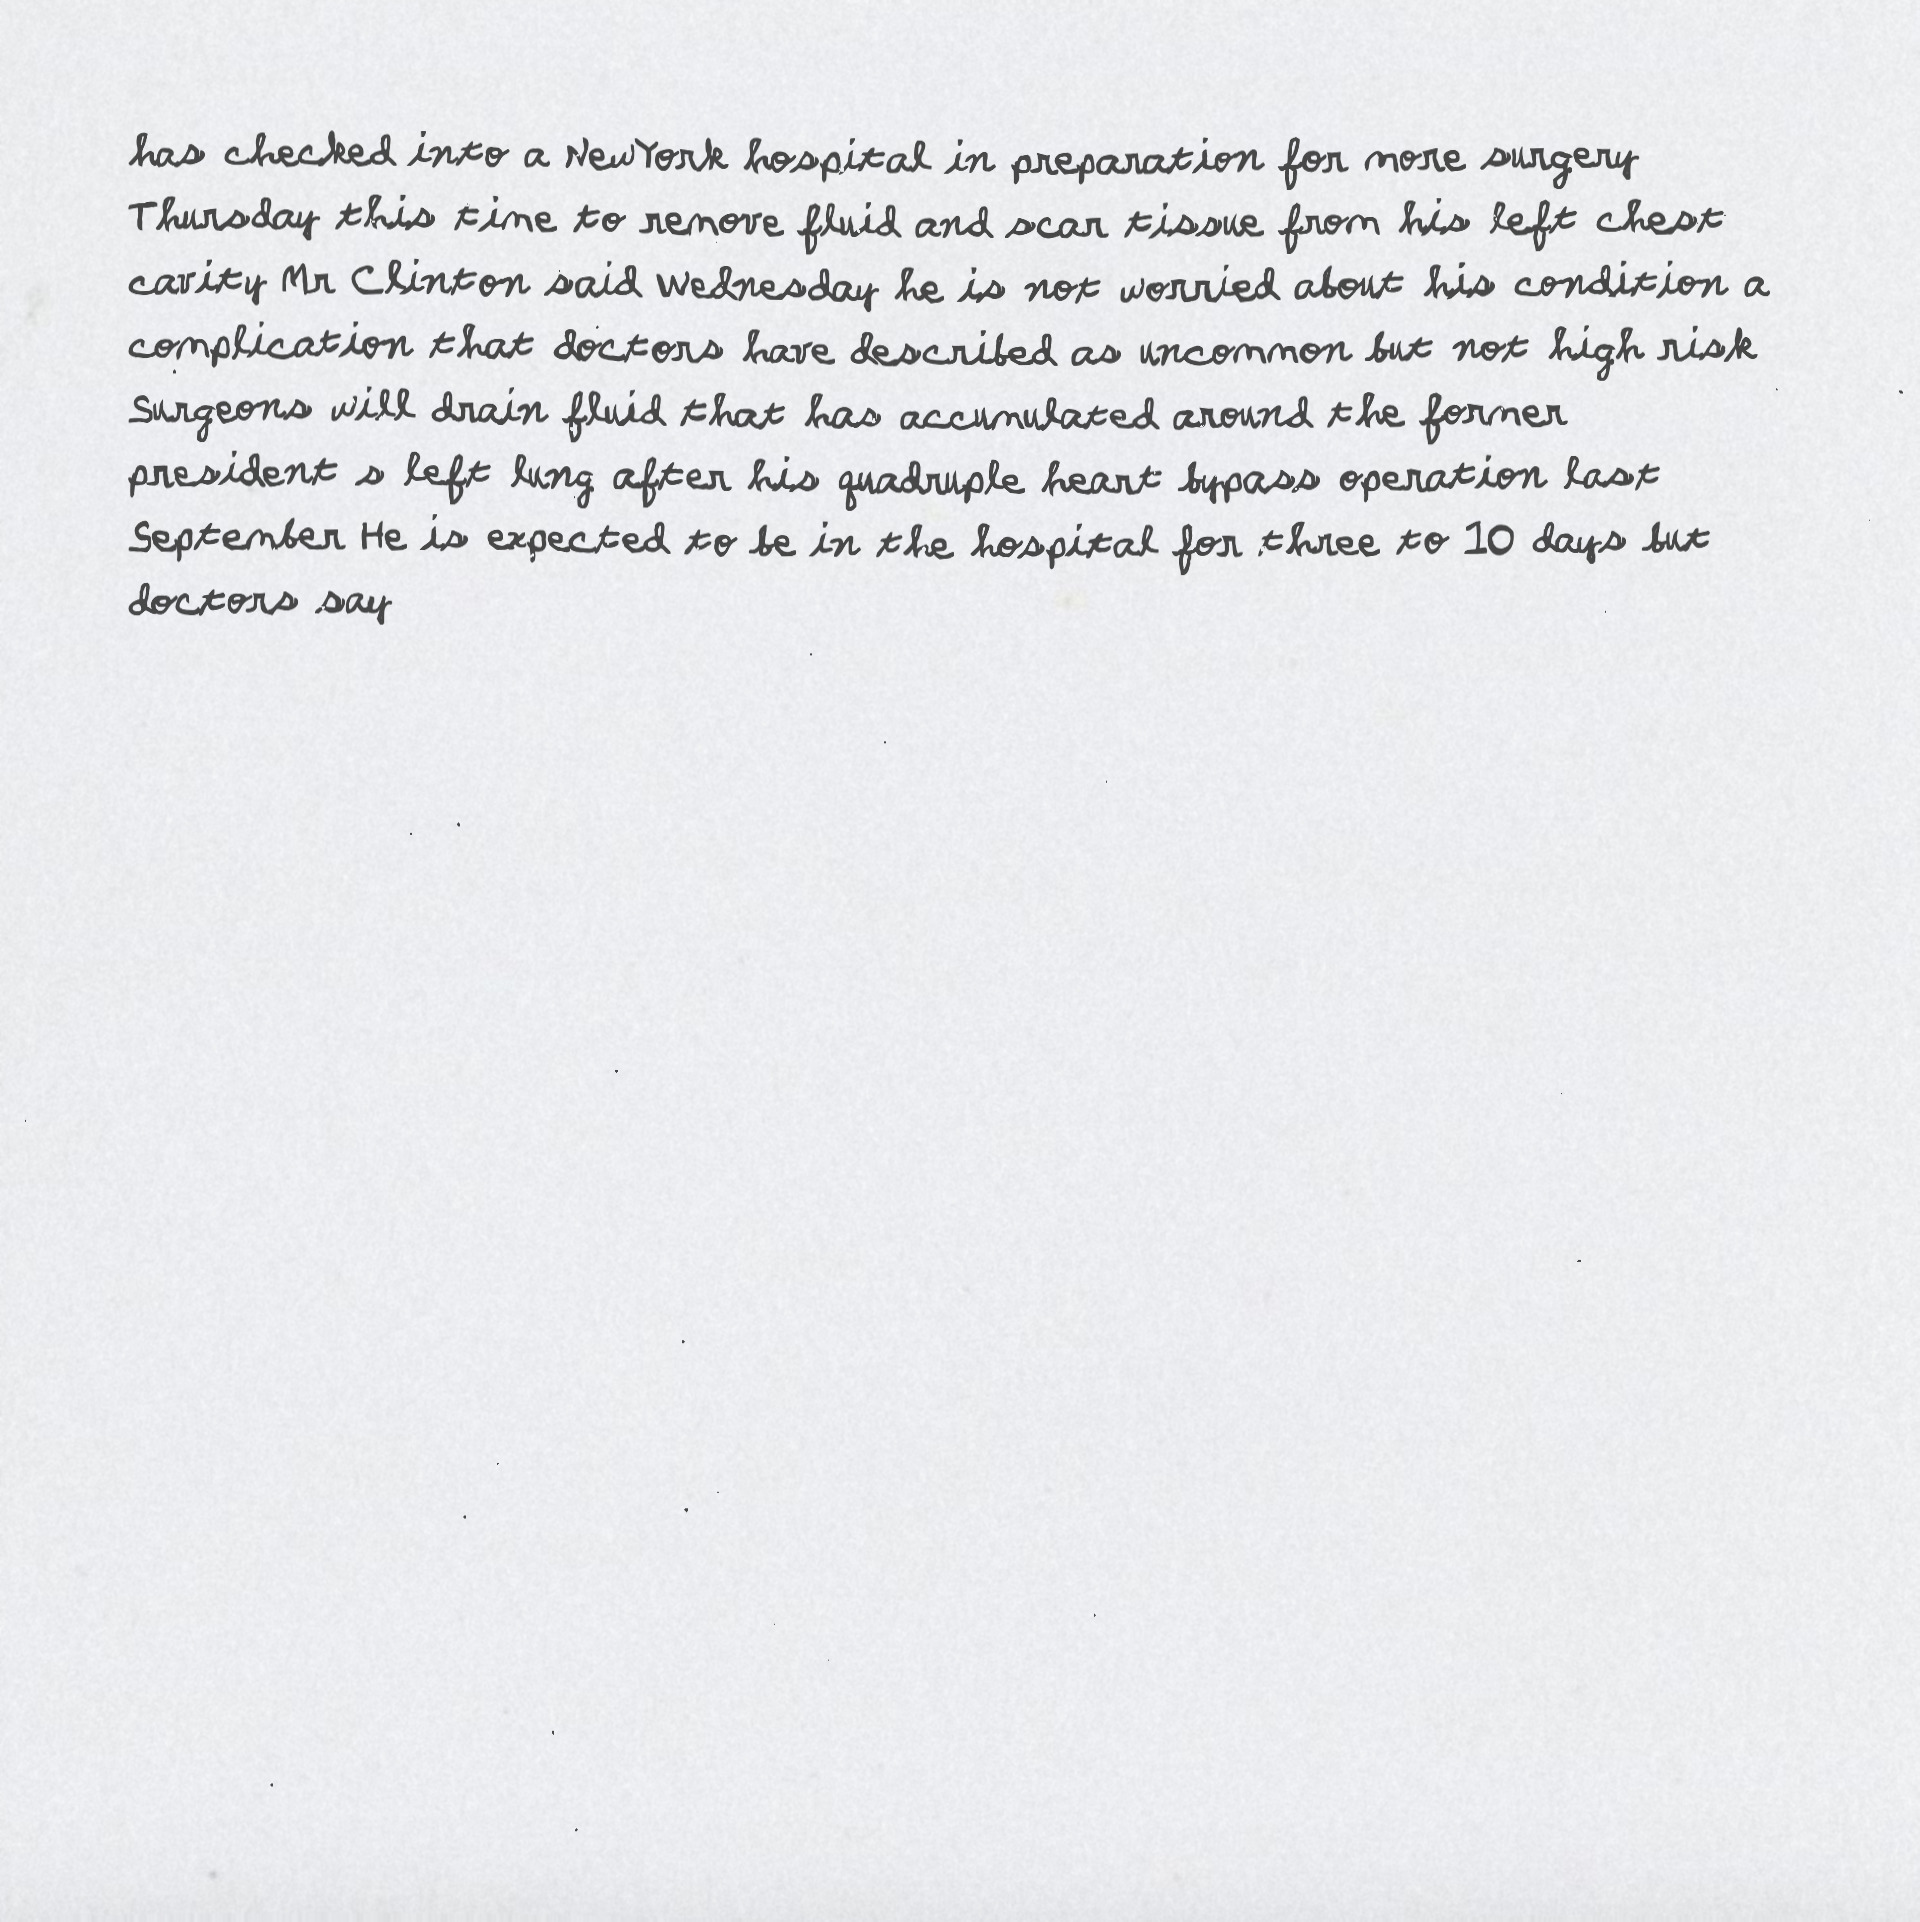 has checked into a NewYork hospital in preparation for more surgery
Thursday this time to remove fluid and scar tissue from his left chest
cavity Mr Clinton said Wednesday he is not worried about his condition a
complication that doctors have described as uncommon but not high risk
Surgeons will drain fluid that has accumulated around the former
president s left lung after his quadruple heart bypass operation last
September He is expected to be in the hospital for three to 10 days but
doctors say